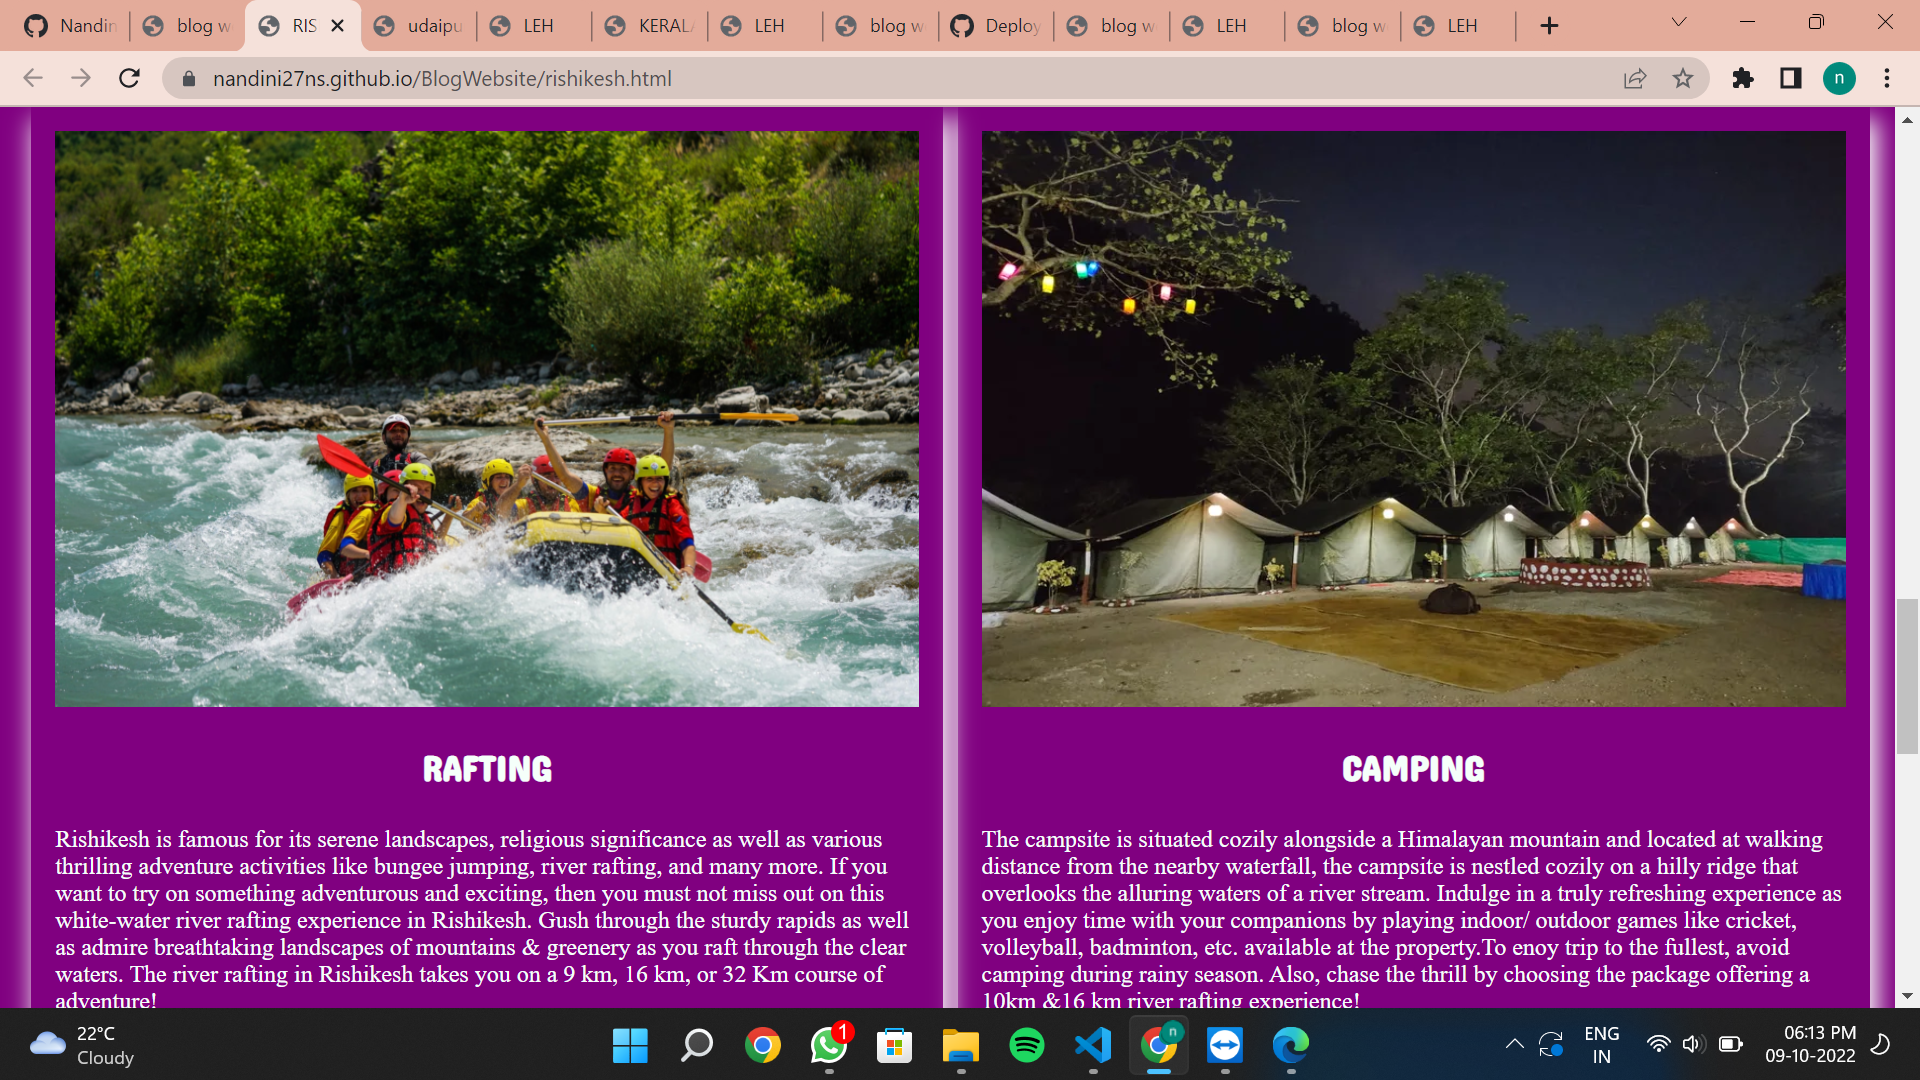 Nandin
blog w
RIS
udaipu
LEH
KERAL
LEH
blog w
Deploy
blog w
LEH
blog w
LEH
nandini27ns.github.io/BlogWebsite/rishikesh.html
n
RAFTING
Rishikesh is famous for its serene landscapes, religious significance as well as various
thrilling adventure activities like bungee jumping, river rafting, and many more. If you
want to try on something adventurous and exciting, then you must not miss out on this
white-water river rafting experience in Rishikesh. Gush through the sturdy rapids as well
as admire breathtaking landscapes of mountains & greenery as you raft through the clear
waters. The river rafting in Rishikesh takes you on a 9 km, 16 km, or 32 Km course of
adventure!
CAMPING
The campsite is situated cozily alongside a Himalayan mountain and located at walking
distance from the nearby waterfall, the campsite is nestled cozily on a hilly ridge that
overlooks the alluring waters of a river stream. Indulge in a truly refreshing experience as
you enjoy time with your companions by playing indoor/ outdoor games like cricket,
volleyball, badminton, etc. available at the property.To enoy trip to the fullest, avoid
camping during rainy season. Also, chase the thrill by choosing the package offering a
10km &16 km river rafting experience!
22°C
Cloudy
1
n
ENG
IN
06:13 PM
09-10-2022